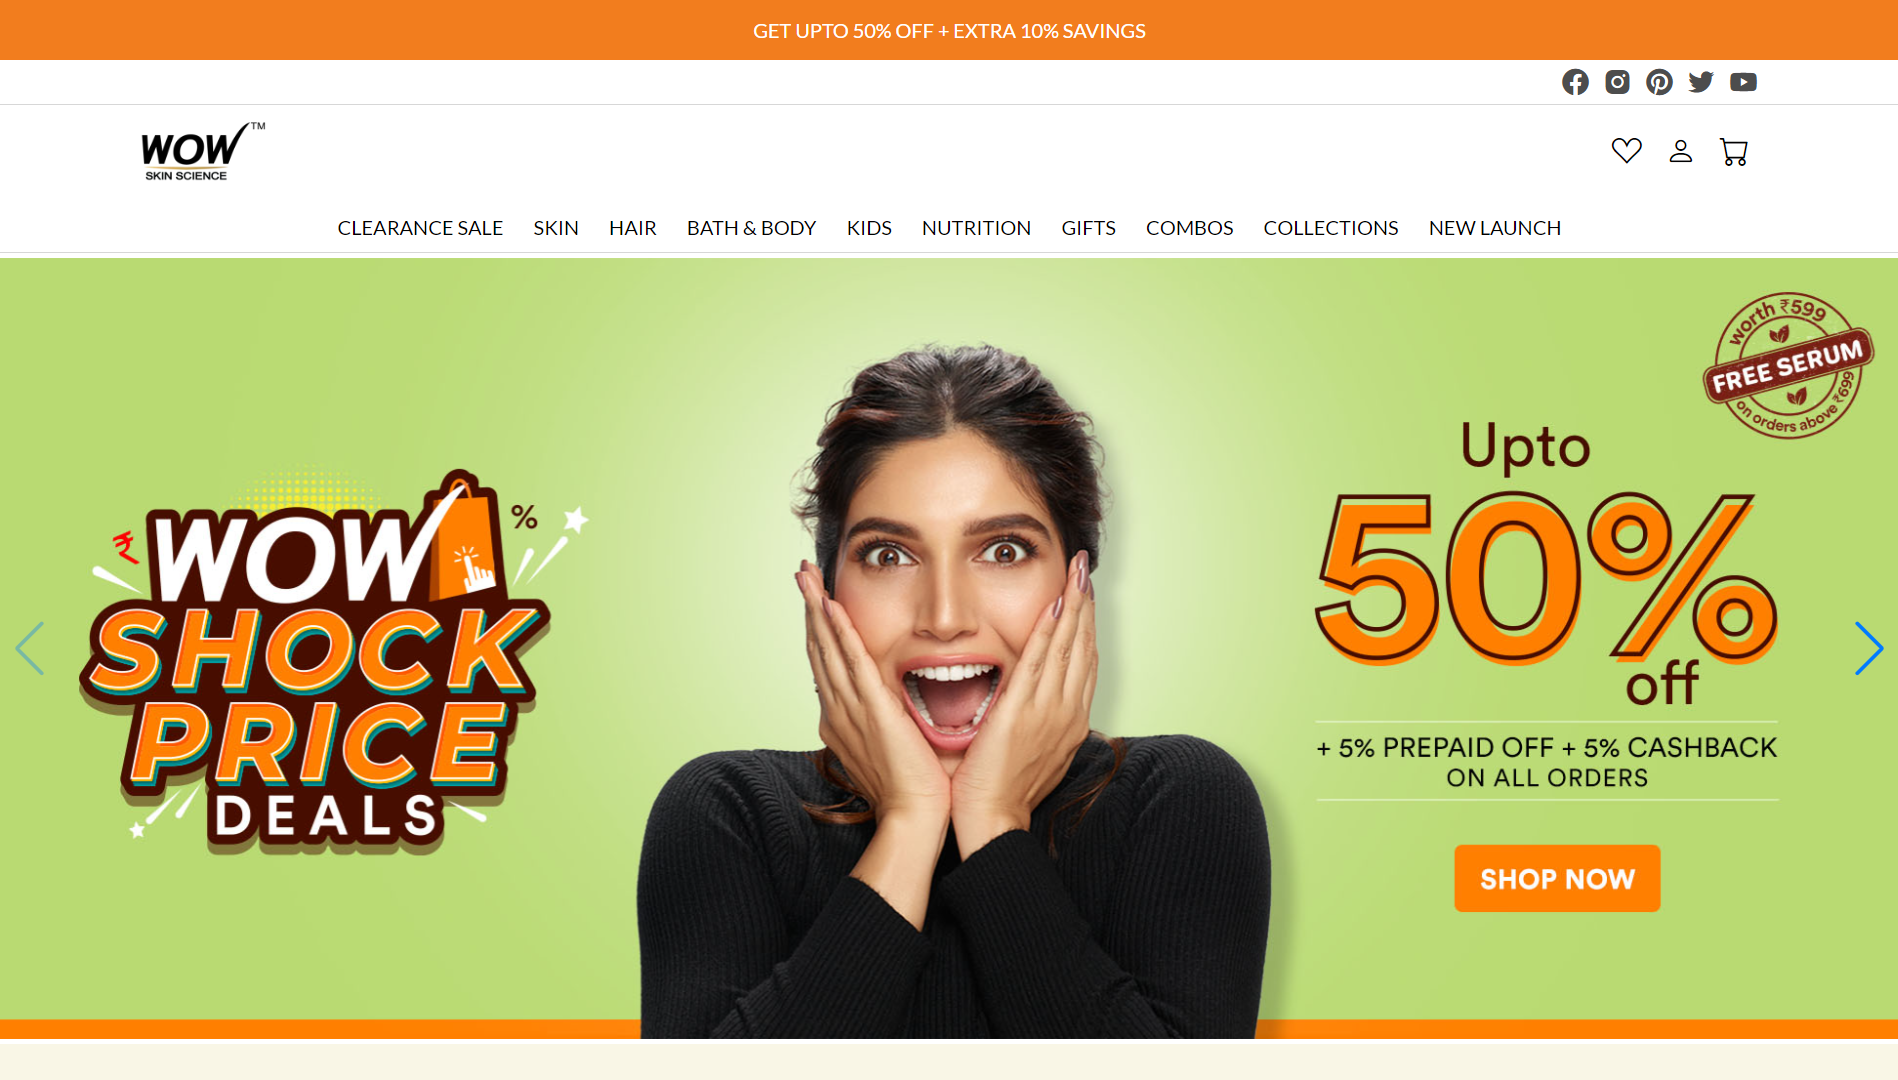 GET UPTO 50% OFF + EXTRA 10% SAVINGS
WOW™
SKIN SCIENCE
CLEARANCE SALE SKIN HAIR BATH & BODY KIDS NUTRITION GIFTS COMBOS COLLECTIONS NEW LAUNCH
₹ WOW %
SHOCK
PRICE
DEALS
worth ₹599
FREE SERUM
on orders above ₹699
Upto
50%
off
+ 5% PREPAID OFF + 5% CASHBACK
ON ALL ORDERS
SHOP NOW